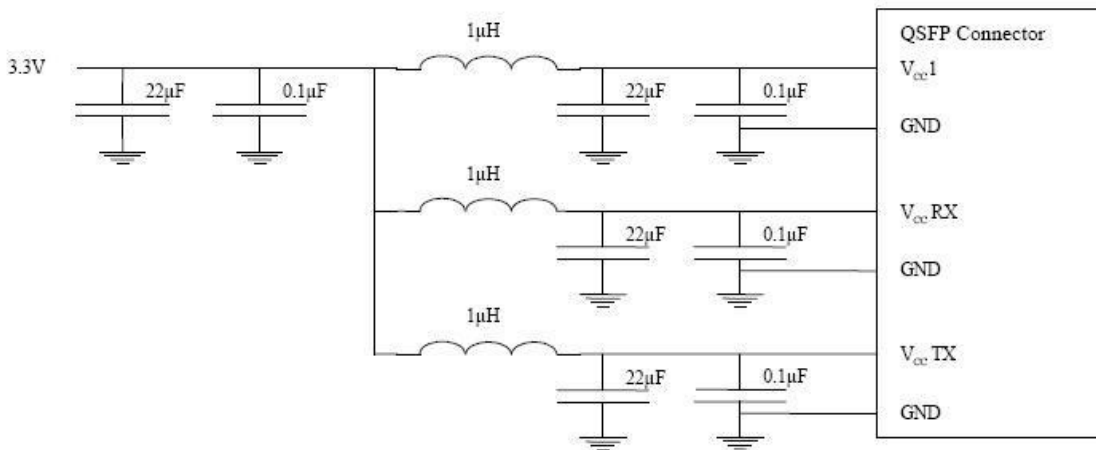 1μH
QSFP Connector
3.3V
22μF
0.1μF
22μF
0.1μF
Vcc1
GND
1μH
Vcc RX
22μF
0.1μF
GND
1μH
Vcc TX
22μF
0.1μF
GND